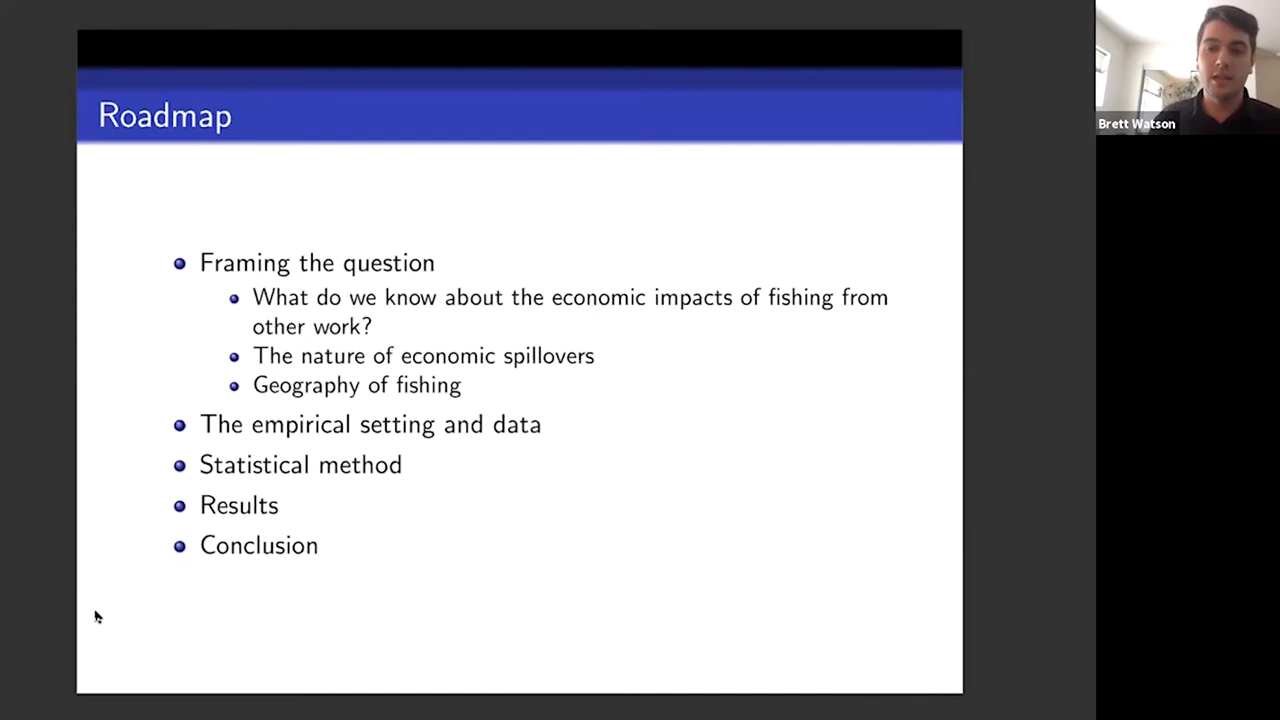 Roadmap
Framing the question
What do we know about the economic impacts of fishing from
other work?
The nature of economic spillovers
Geography of fishing
The empirical setting and data
Statistical method
Results
Conclusion
Brett Watson